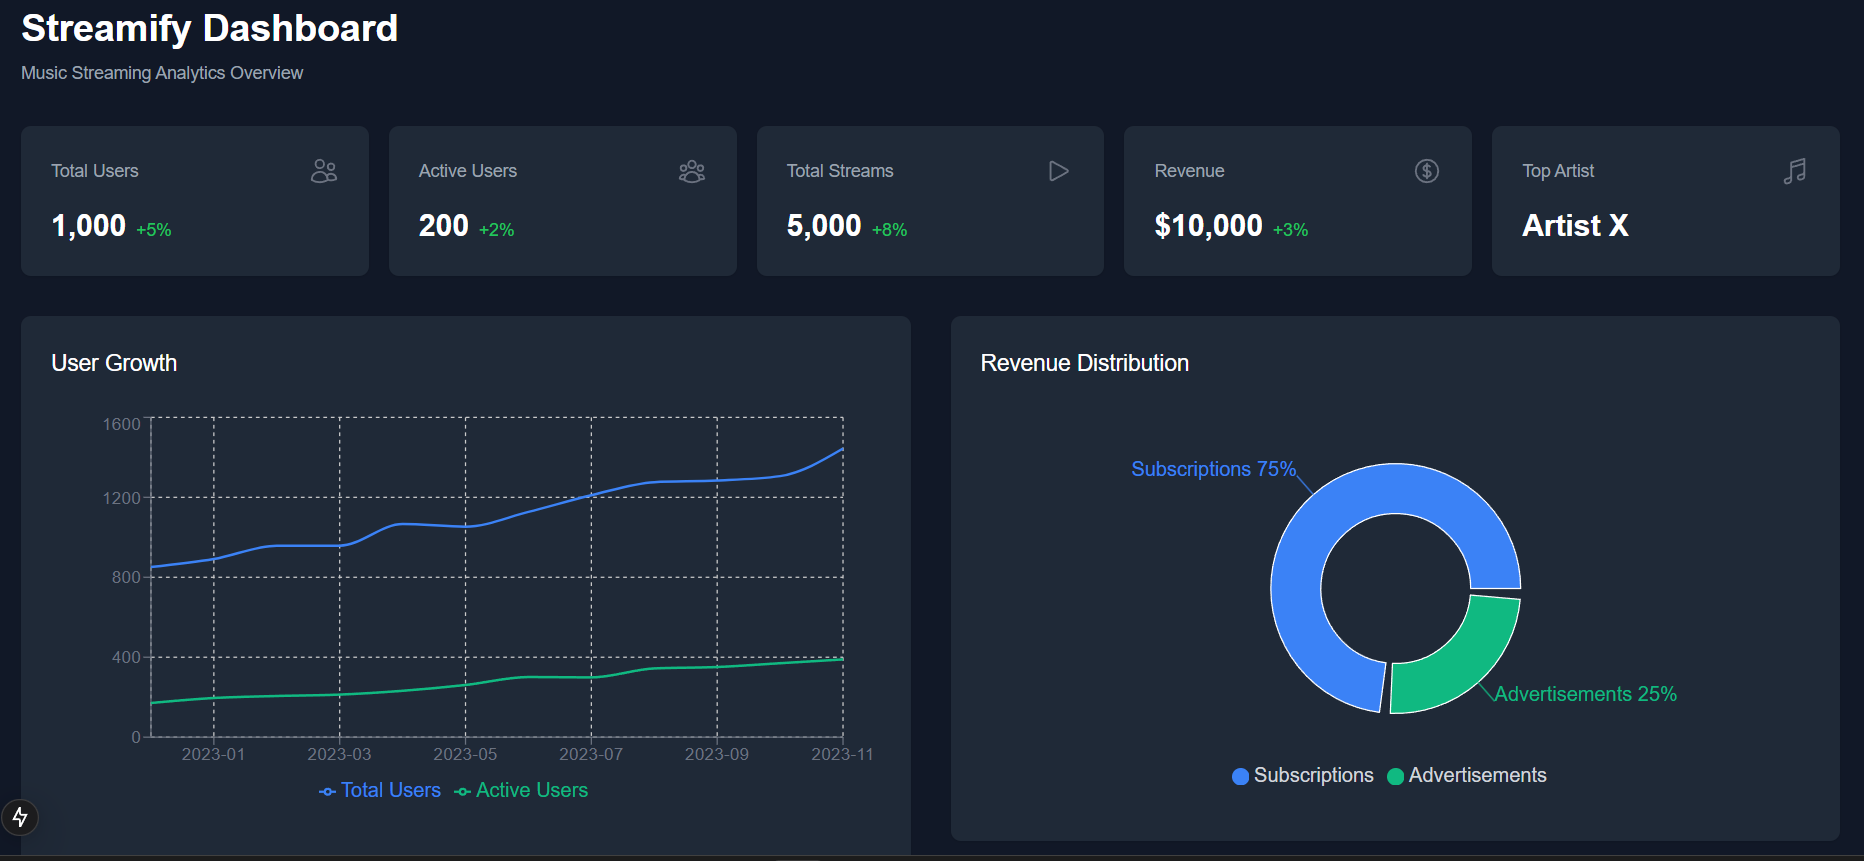 Streamify Dashboard
Music Streaming Analytics Overview
Total Users
1,000 +5%
Active Users
200 +2%
Total Streams
5,000 +8%
Revenue
$10,000 +3%
Top Artist
Artist X
User Growth
1600
1200
800
400
0
2023-01 2023-03 2023-05 2023-07 2023-09 2023-11
Total Users Active Users
Revenue Distribution
Subscriptions 75%
Advertisements 25%
Subscriptions Advertisements